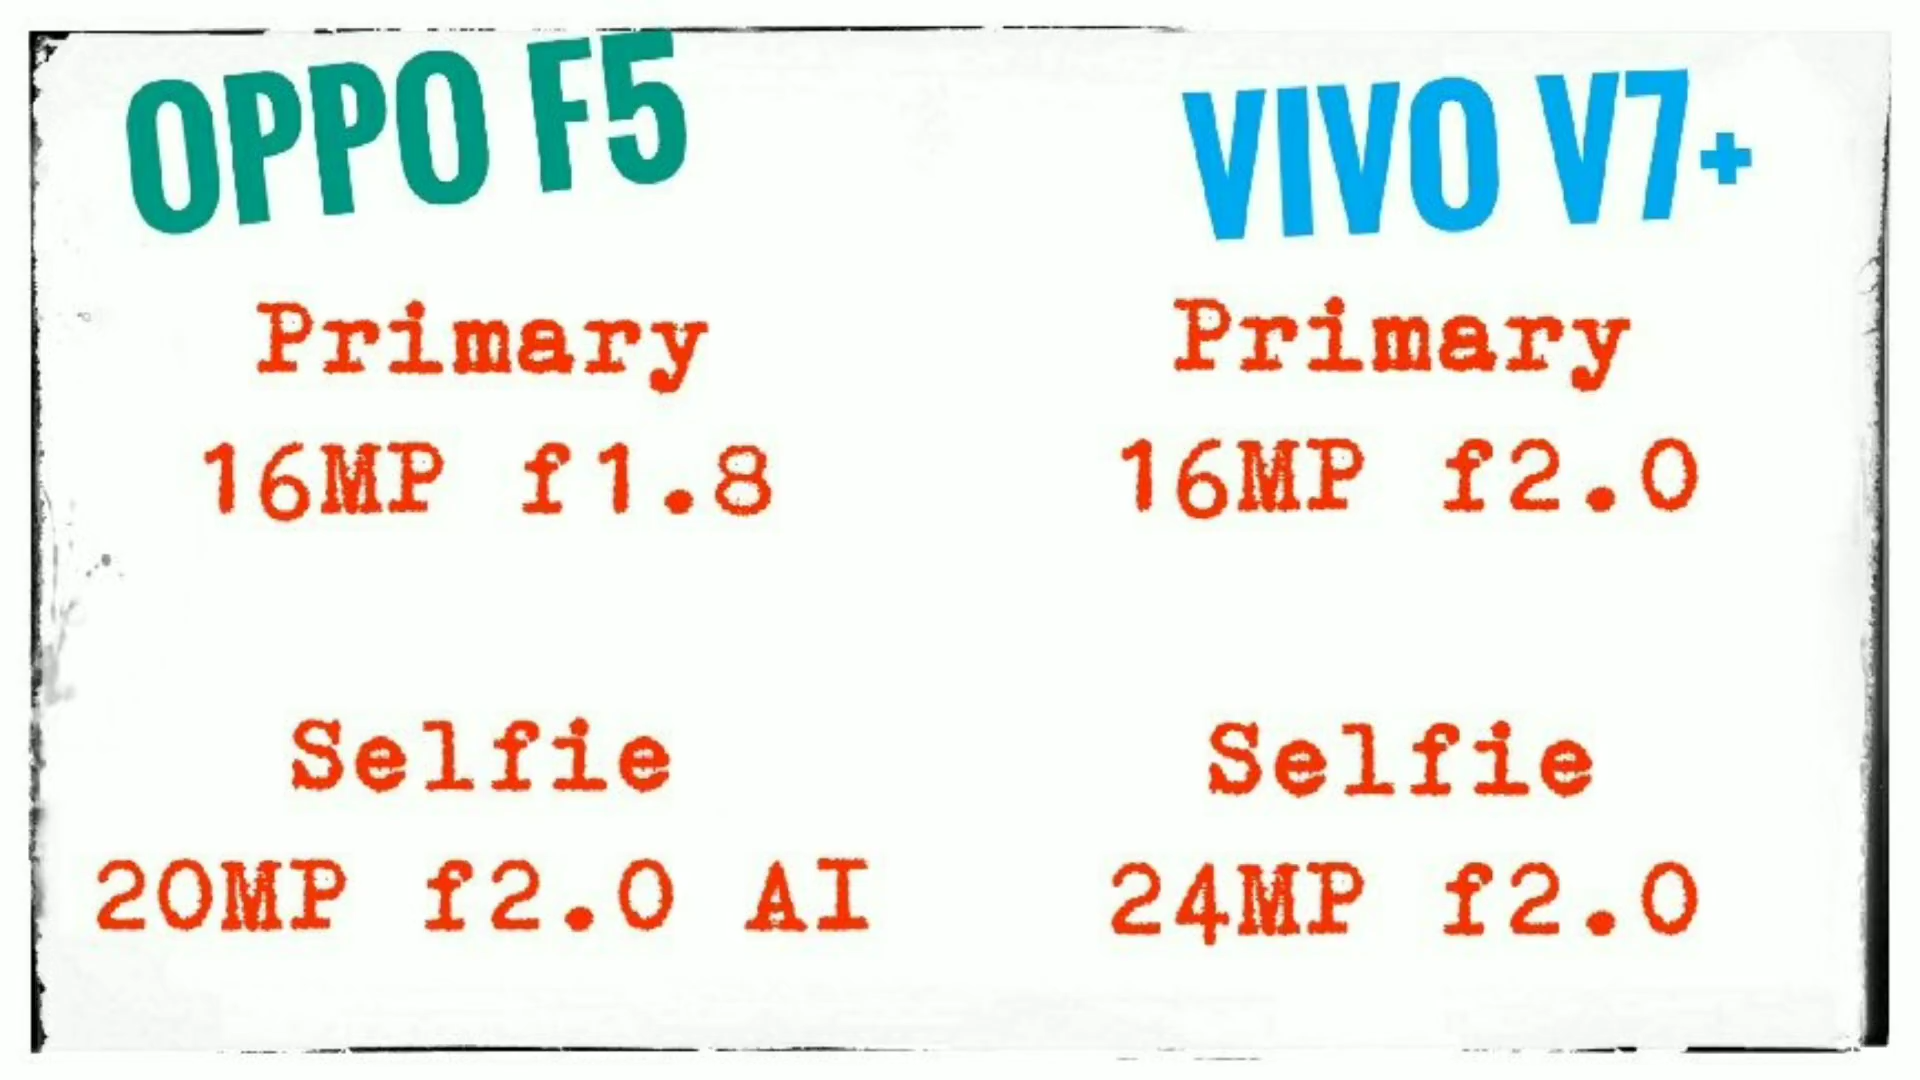 OPPO F5
Primary
16MP f1.8
Selfie
20MP f2.0 AI
VIVO V7+
Primary
16MP f2.0
Selfie
24MP f2.0